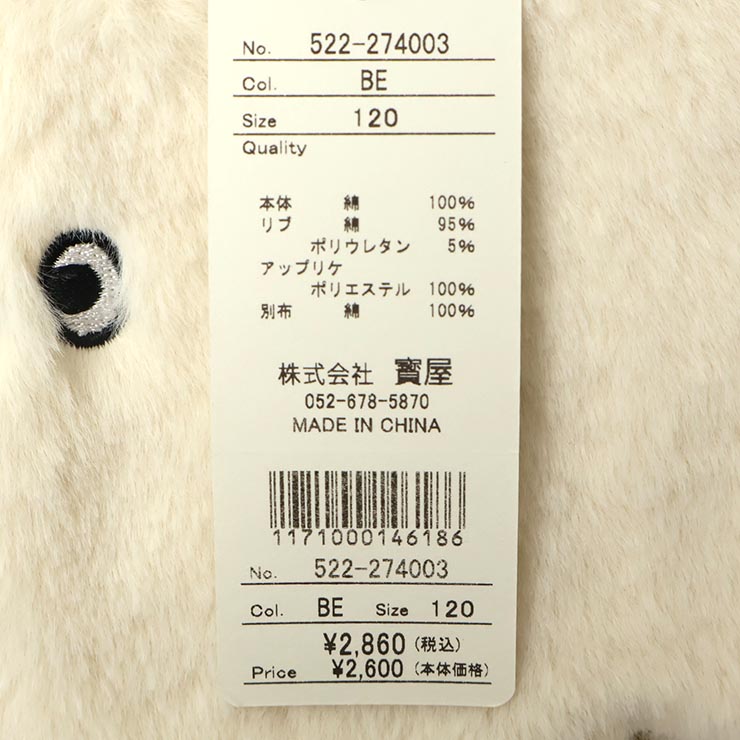 No. 522-274003
Col. BE
Size 120
Quality
本体 綿 100%
リブ 綿 95%
ポリウレタン 5%
アップリケ
ポリエステル 100%
別布 綿 100%
株式会社 寳屋
052-678-5870
MADE IN CHINA
1171000146186
No. 522-274003
Col. BE Size 120
¥2,860 (税込)
Price ¥2,600 (本体価格)